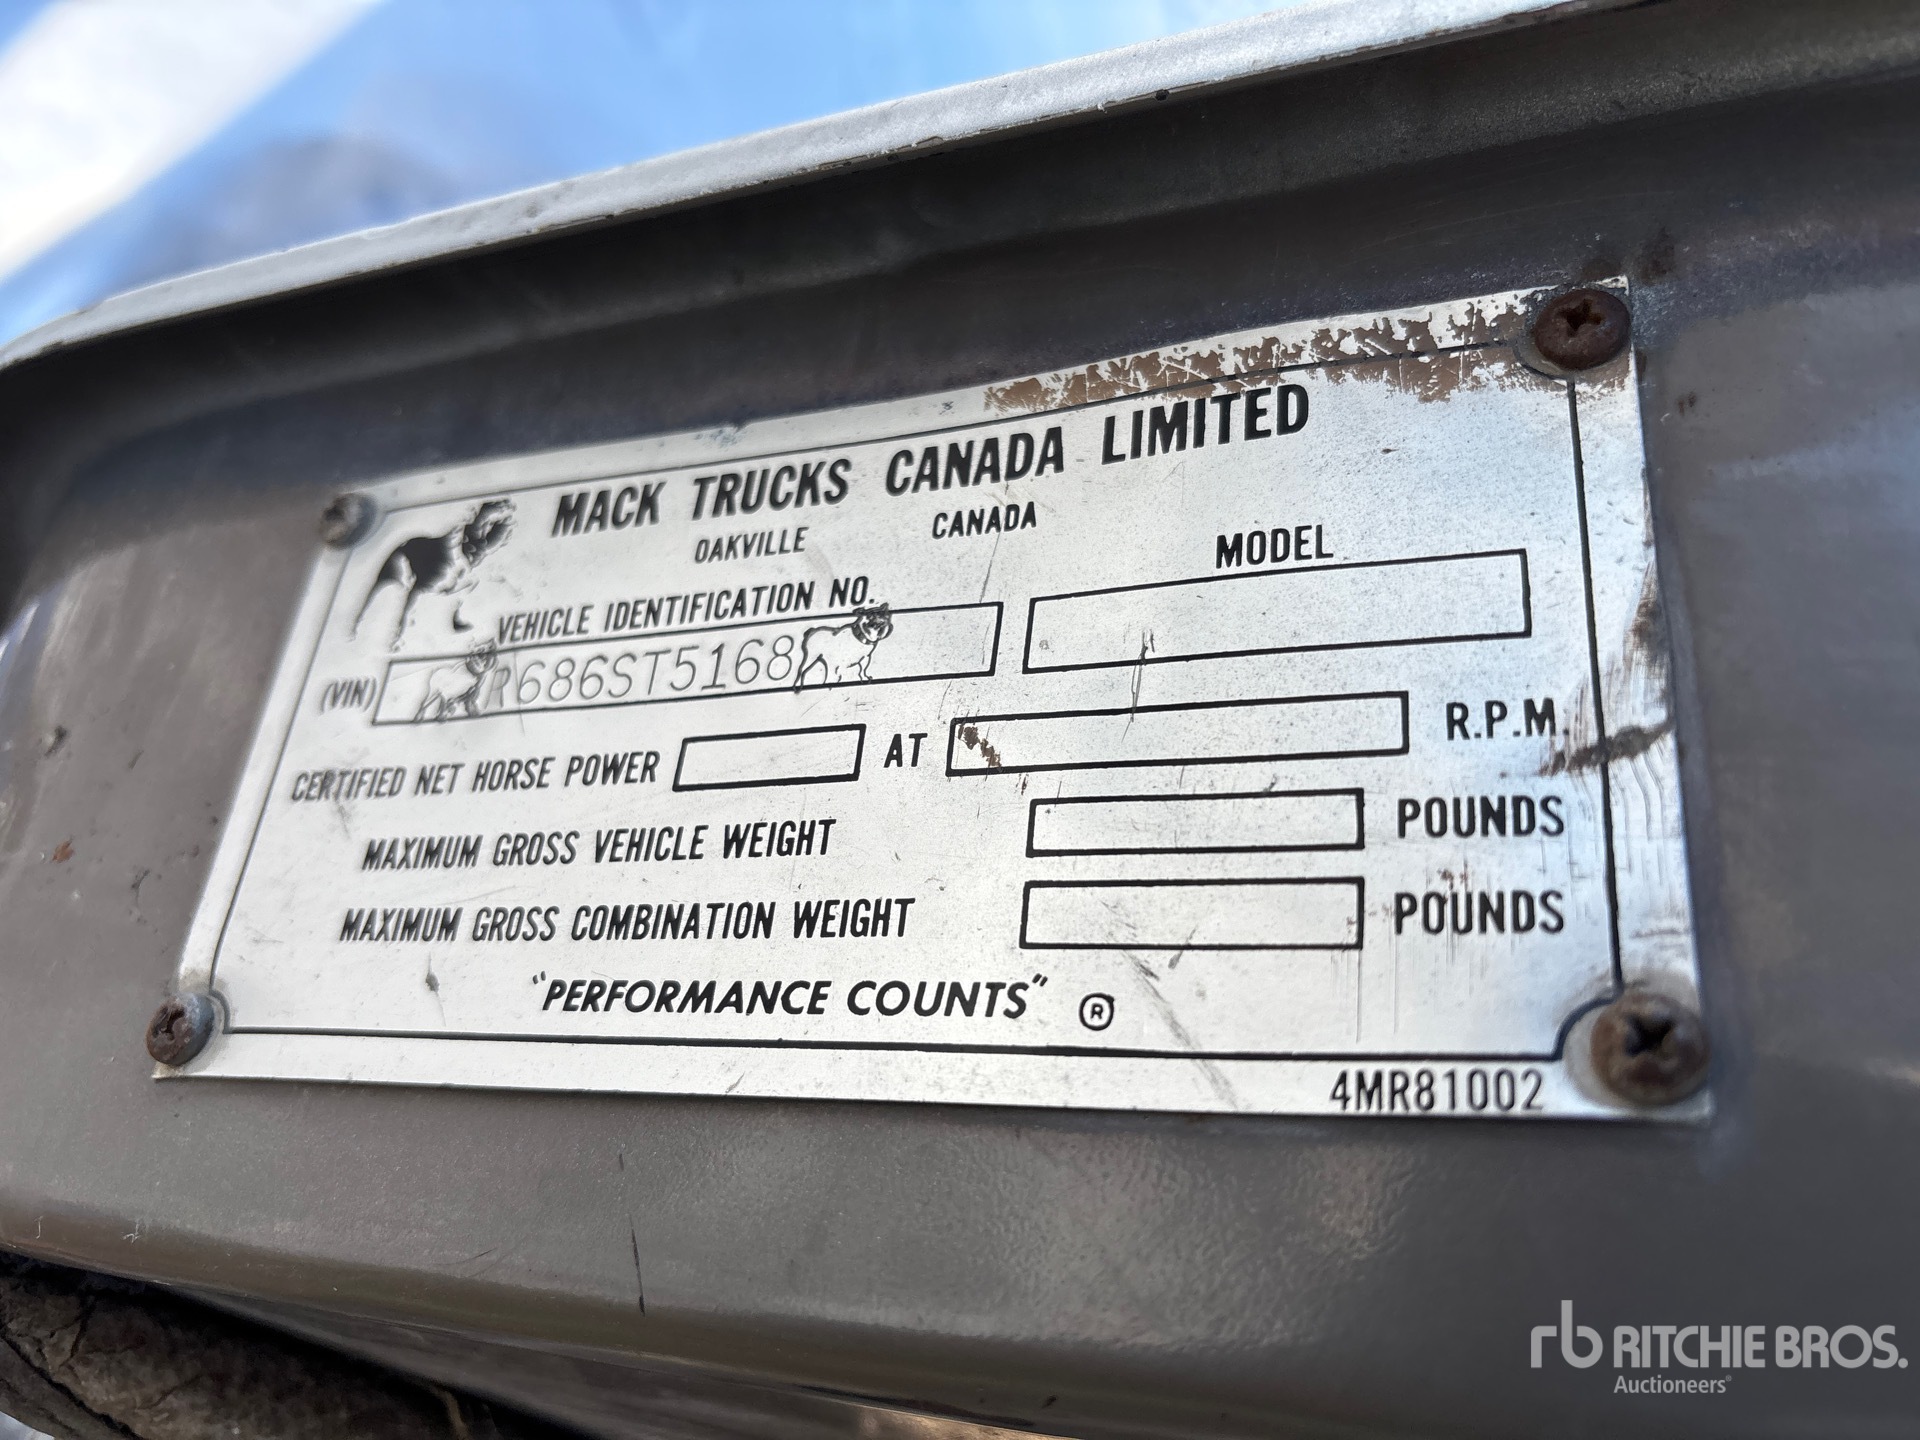 MACK TRUCKS CANADA LIMITED
OAKVILLE CANADA
VEHICLE IDENTIFICATION NO.
MODEL
(VIN) R686ST5168
CERTIFIED NET HORSE POWER AT R.P.M.
MAXIMUM GROSS VEHICLE WEIGHT POUNDS
MAXIMUM GROSS COMBINATION WEIGHT POUNDS
"PERFORMANCE COUNTS" ®
4MR81002
rb RITCHIE BROS.
Auctioneers®